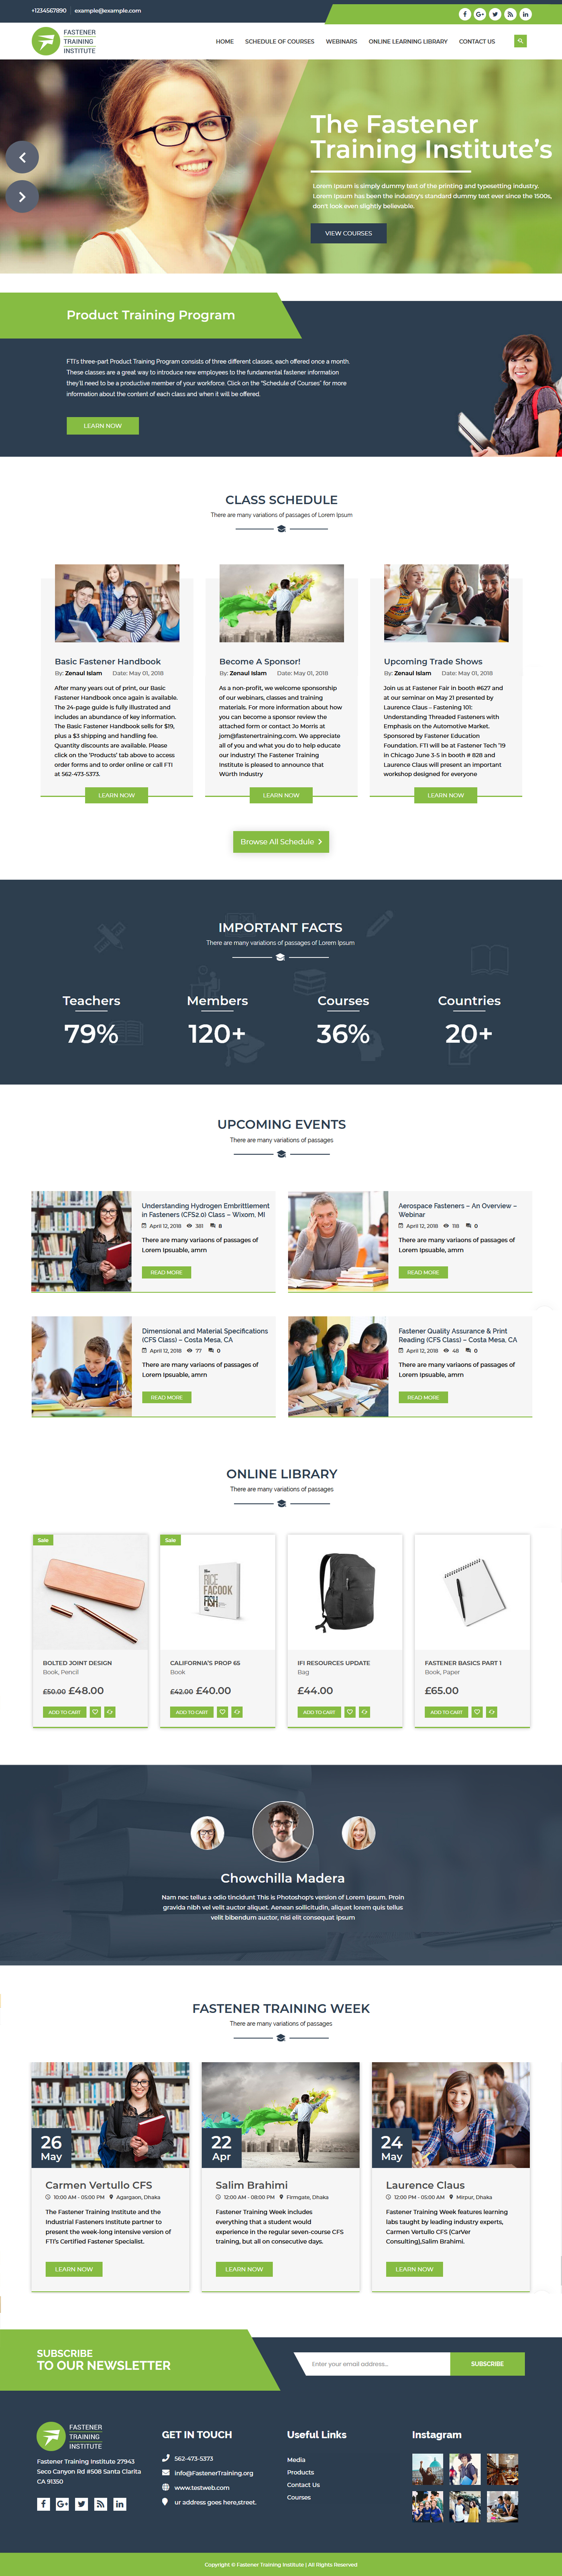 +1234567890 example@example.com
FASTENER
TRAINING
INSTITUTE
HOME SCHEDULE OF COURSES WEBINARS ONLINE LEARNING LIBRARY CONTACT US
The Fastener
Training Institute's
Lorem Ipsum is simply dummy text of the printing and typesetting industry.
Lorem Ipsum has been the industry's standard dummy text ever since the 1500s,
don't look even slightly believable.
VIEW COURSES
Product Training Program
FTI's three-part Product Training Program consists of three different classes, each offered once a month.
These classes are a great way to introduce new employees to the fundamental fastener information
they'll need to be a productive member of your workforce. Click on the "Schedule of Courses" for more
information about the content of each class and when it will be offered.
LEARN NOW
CLASS SCHEDULE
There are many variations of passages of Lorem Ipsum
Basic Fastener Handbook
By: Zenaul Islam Date: May 01, 2018
After many years out of print, our Basic
Fastener Handbook once again is available.
The 24-page guide is fully illustrated and
includes an abundance of key information.
The Basic Fastener Handbook sells for $19,
plus a $3 shipping and handling fee.
Quantity discounts are available. Please
click on the 'Products' tab above to access
order forms and to order online or call FTI
at 562-473-5373.
LEARN NOW
Become A Sponsor!
By: Zenaul Islam Date: May 01, 2018
As a non-profit, we welcome sponsorship
of our webinars, classes and training
materials. For more information about how
you can become a sponsor review the
attached form or contact Jo Morris at
jom@fastenertraining.com. We appreciate
all of you and what you do to help educate
our industry! The Fastener Training
Institute is pleased to announce that
Würth Industry
LEARN NOW
Upcoming Trade Shows
By: Zenaul Islam Date: May 01, 2018
Join us at Fastener Fair in booth #627 and
at our seminar on May 21 presented by
Laurence Claus – Fastening 101:
Understanding Threaded Fasteners with
Emphasis on the Automotive Market.
Sponsored by Fastener Education
Foundation. FTI will be at Fastener Tech '19
in Chicago June 3-5 in booth # 828 and
Laurence Claus will present an important
workshop designed for everyone
LEARN NOW
Browse All Schedule
IMPORTANT FACTS
There are many variations of passages of Lorem Ipsum
Teachers Members Courses Countries
79% 120+ 36% 20+
UPCOMING EVENTS
There are many variations of passages
Understanding Hydrogen Embrittlement
in Fasteners (CFS2.0) Class – Wixom, MI
April 12, 2018 381 8
There are many variaons of passages of
Lorem Ipsuable, amrn
READ MORE
Aerospace Fasteners – An Overview –
Webinar
April 12, 2018 118 0
There are many variaons of passages of
Lorem Ipsuable, amrn
READ MORE
Dimensional and Material Specifications
(CFS Class) – Costa Mesa, CA
April 12, 2018 77 0
There are many variaons of passages of
Lorem Ipsuable, amrn
READ MORE
Fastener Quality Assurance & Print
Reading (CFS Class) – Costa Mesa, CA
April 12, 2018 48 0
There are many variaons of passages of
Lorem Ipsuable, amrn
READ MORE
ONLINE LIBRARY
There are many variations of passages
Sale
BOLTED JOINT DESIGN
Book, Pencil
£50.00 £48.00
ADD TO CART
Sale
RICE
FACOOK
FISH
CALIFORNIA'S PROP 65
Book
£42.00 £40.00
ADD TO CART
IFI RESOURCES UPDATE
Bag
£44.00
ADD TO CART
FASTENER BASICS PART 1
Book, Paper
£65.00
ADD TO CART
Chowchilla Madera
Nam nec tellus a odio tincidunt This is Photoshop's version of Lorem Ipsum. Proin
gravida nibh vel velit auctor aliquet. Aenean sollicitudin, aliquet lorem quis tellus
velit bibendum auctor, nisi elit consequat ipsum
FASTENER TRAINING WEEK
There are many variations of passages
26
May
Carmen Vertullo CFS
10:00 AM - 05:00 PM Agargaon, Dhaka
The Fastener Training Institute and the
Industrial Fasteners Institute partner to
present the week-long intensive version of
FTI's Certified Fastener Specialist.
LEARN NOW
22
Apr
Salim Brahimi
12:00 AM - 08:00 PM Firmgate, Dhaka
Fastener Training Week includes
everything that a student would
experience in the regular seven-course CFS
training, but all on consecutive days.
LEARN NOW
24
May
Laurence Claus
12:00 PM - 05:00 AM Mirpur, Dhaka
Fastener Training Week features learning
labs taught by leading industry experts,
Carmen Vertullo CFS (CarVer
Consulting),Salim Brahimi.
LEARN NOW
SUBSCRIBE
TO OUR NEWSLETTER
Enter your email address...
SUBSCRIBE
FASTENER
TRAINING
INSTITUTE
Fastener Training Institute 27943
Seco Canyon Rd #508 Santa Clarita
CA 91350
GET IN TOUCH
562-473-5373
Info@FastenerTraining.org
www.testweb.com
ur address goes here,street.
Useful Links
Media
Products
Contact Us
Courses
Instagram
Copyright © Fastener Training Institute | All Rights Reserved